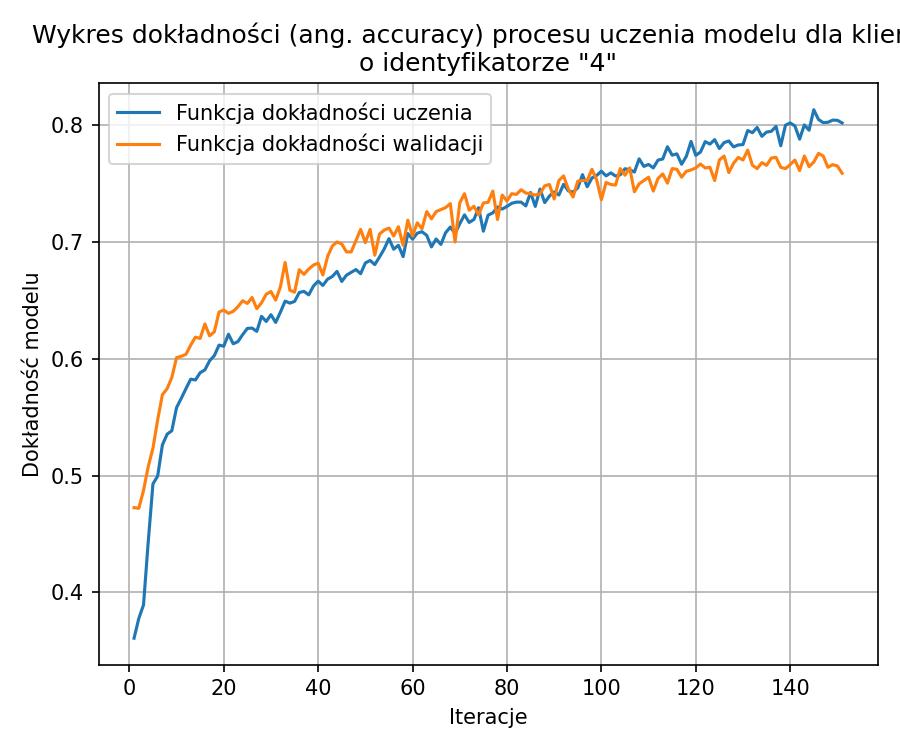 Wykres dokładności (ang. accuracy) procesu uczenia modelu dla
o identyfikatorze "4"
Funkcja dokładności uczenia
Funkcja dokładności walidacji
Dokładność modelu
0.8
0.7
0.6
0.5
0.4
0 20 40 60 80 100 120 140
Iteracje